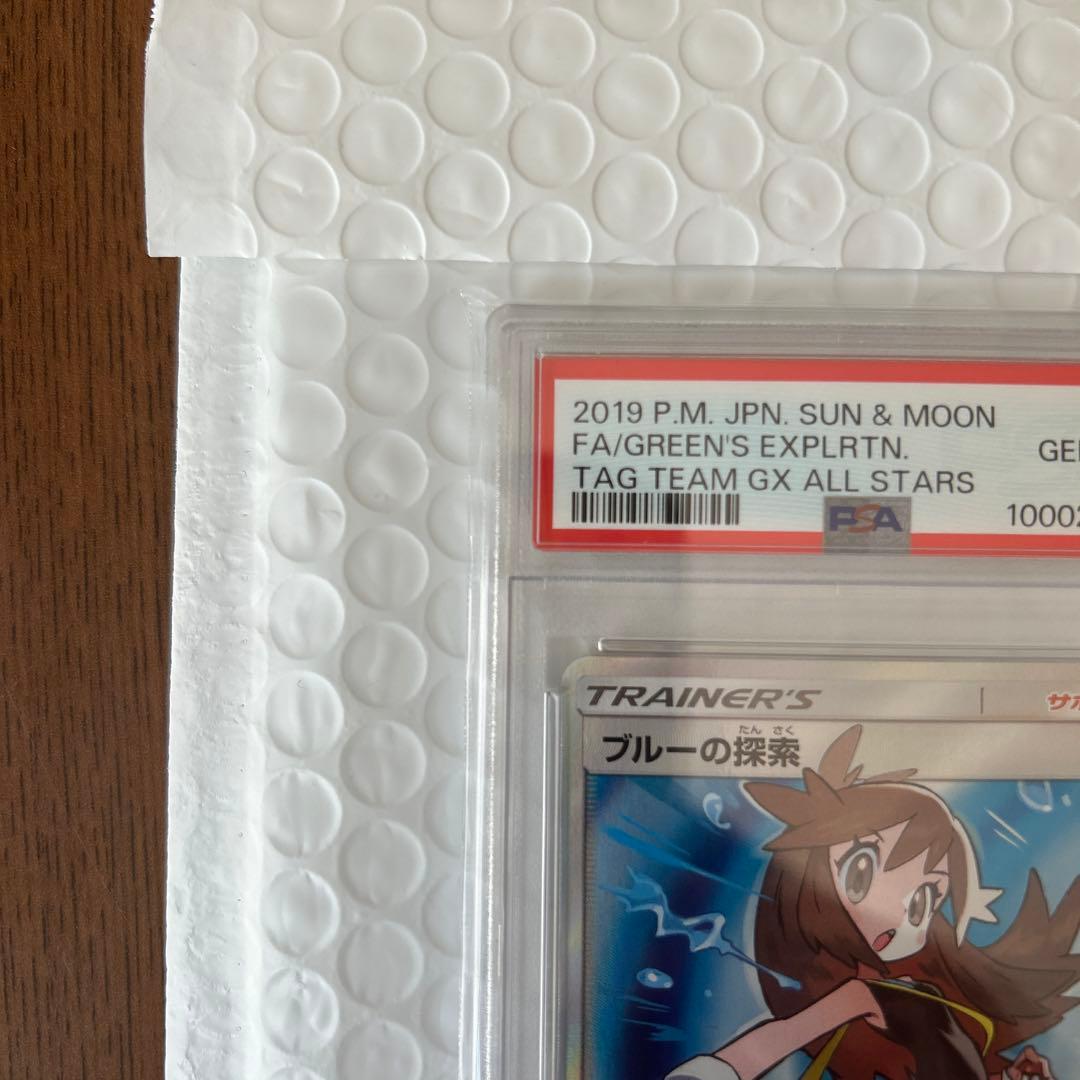 2019 P.M. JPN. SUN & MOON
FA/GREEN'S EXPLRTN.
TAG TEAM GX ALL STARS
PSA
TRAINER'S
たんさく
ブルーの探索